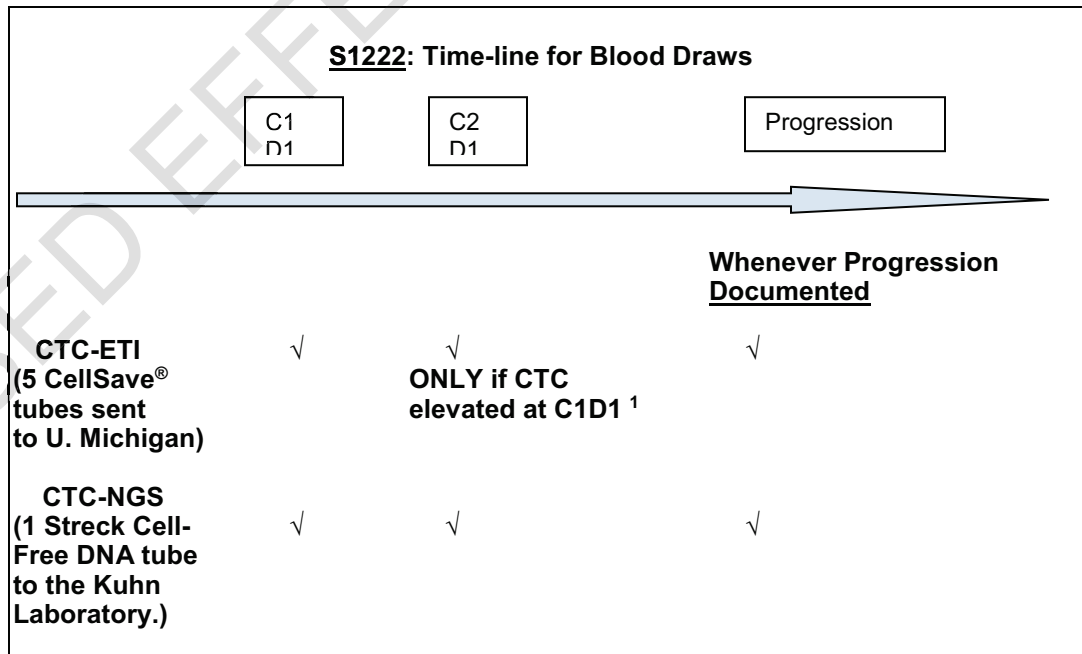 S1222: Time-line for Blood Draws
C1
D1
C2
D1
Progression
Whenever Progression
Documented
CTC-ETI
(5 CellSave®
tubes sent
to U. Michigan)
√
√
√
ONLY if CTC
elevated at C1D1 1
CTC-NGS
(1 Streck Cell-
Free DNA tube
to the Kuhn
Laboratory.)
√
√
√